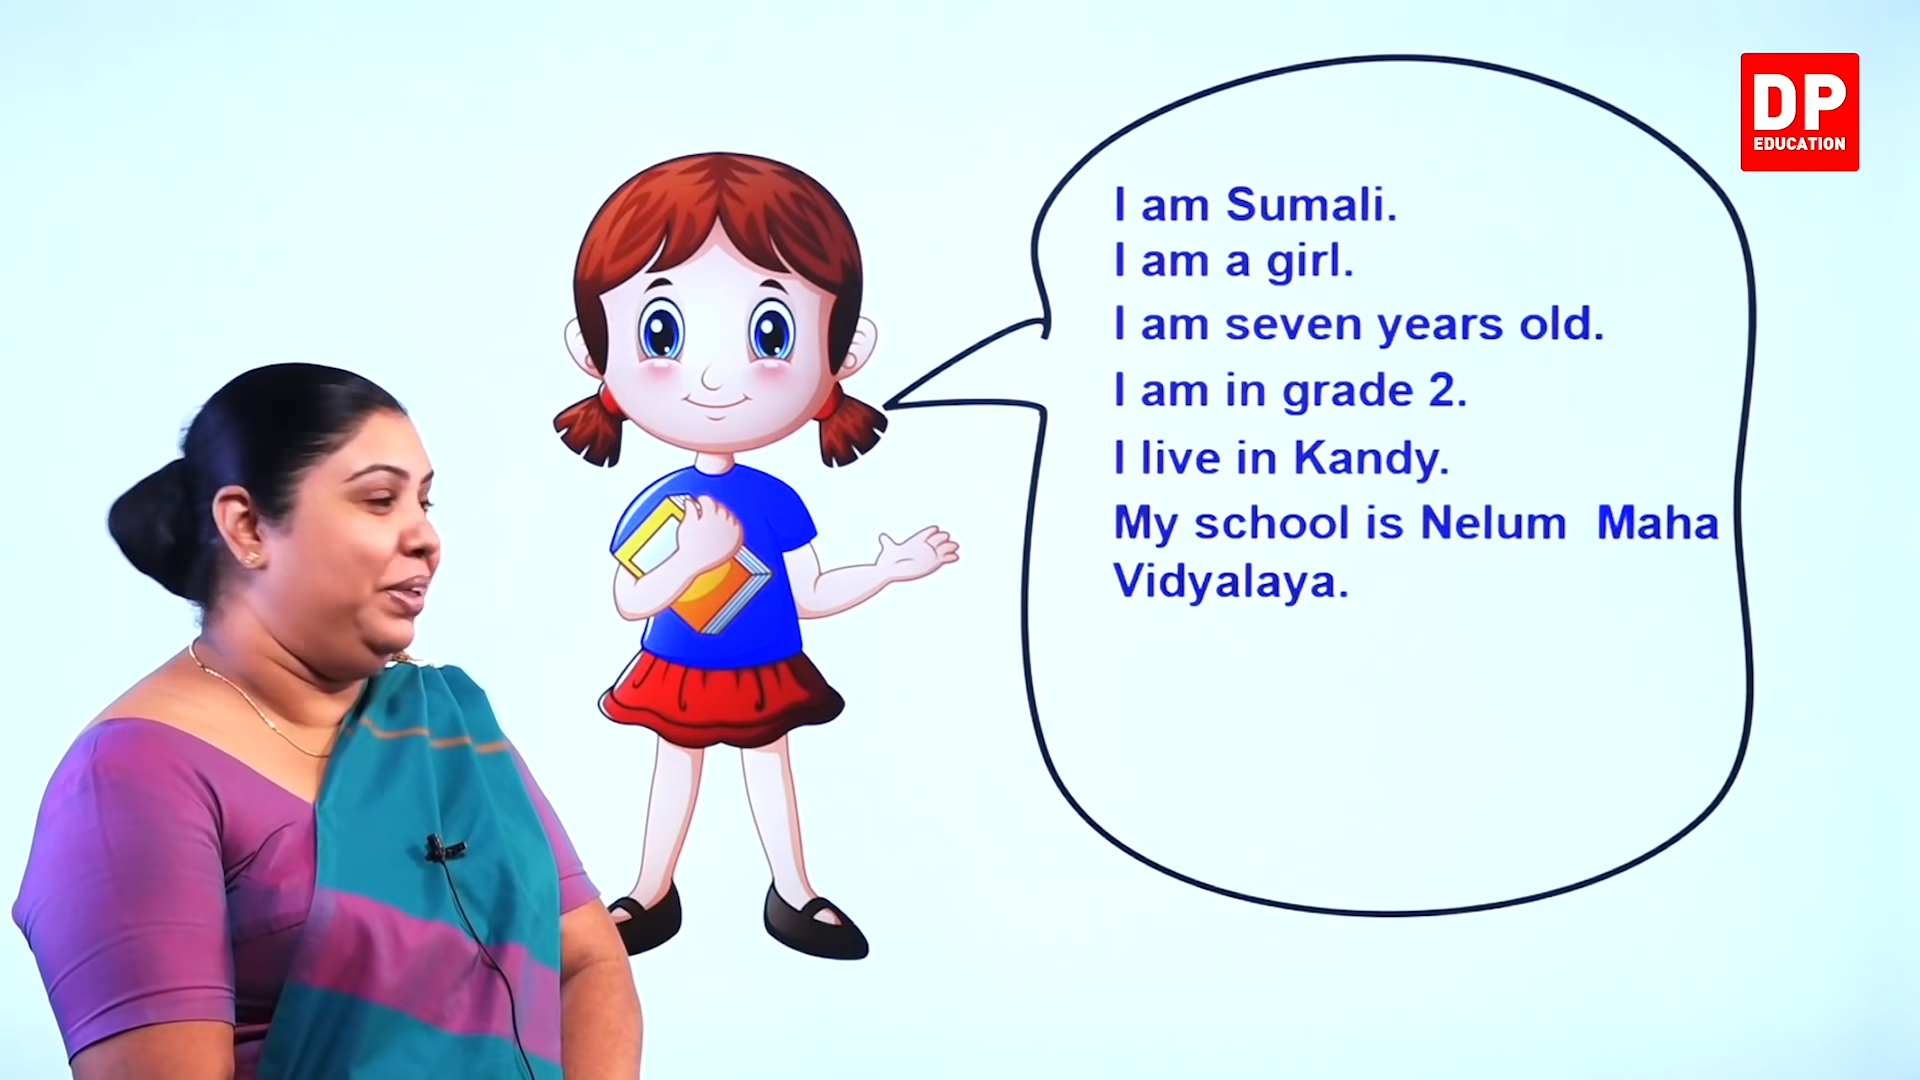 DP
EDUCATION
I am Sumali.
I am a girl.
I am seven years old.
I am in grade 2.
I live in Kandy.
My school is Nelum Maha
Vidyalaya.